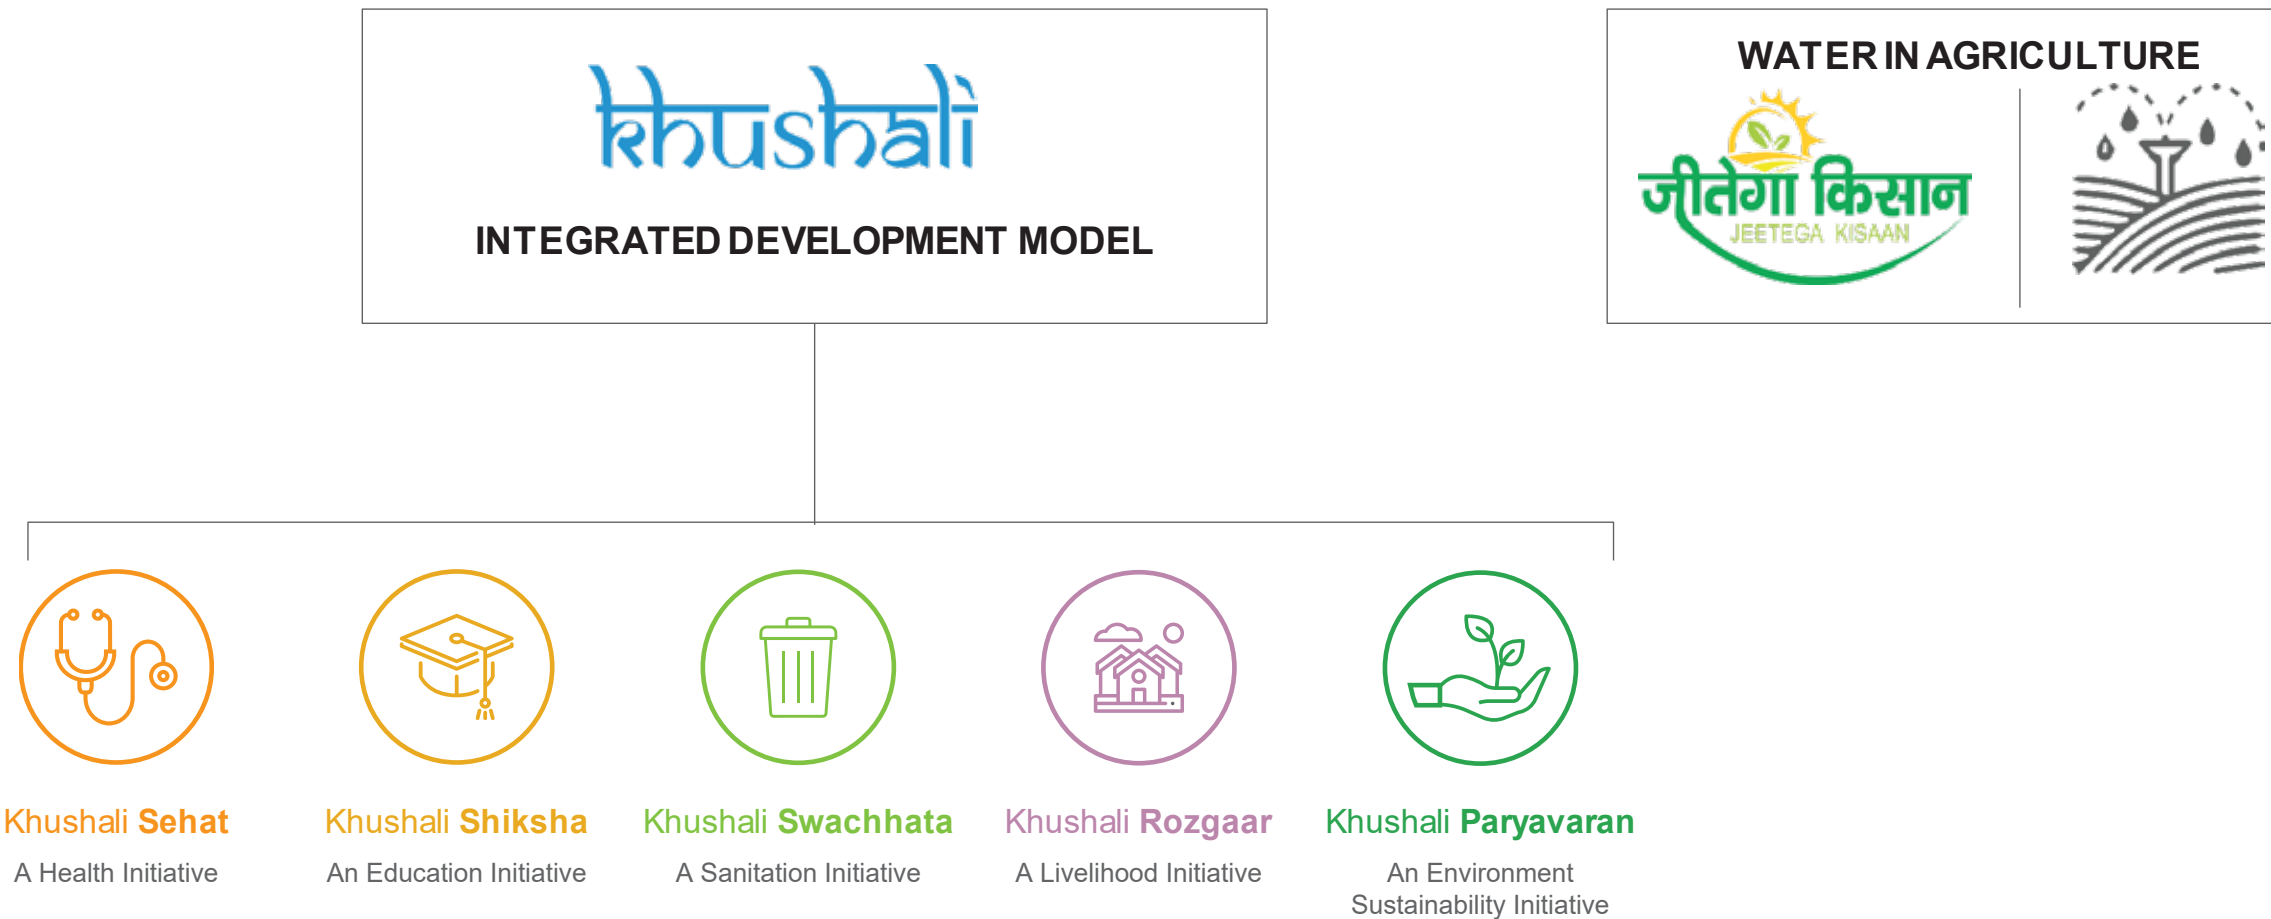 khushali
INTEGRATED DEVELOPMENT MODEL
WATER IN AGRICULTURE
जीतेगा किसान
JEETEGA KISAAN
Khushali Sehat
A Health Initiative
Khushali Shiksha
An Education Initiative
Khushali Swachhata
A Sanitation Initiative
Khushali Rozgaar
A Livelihood Initiative
Khushali Paryavaran
An Environment
Sustainability Initiative